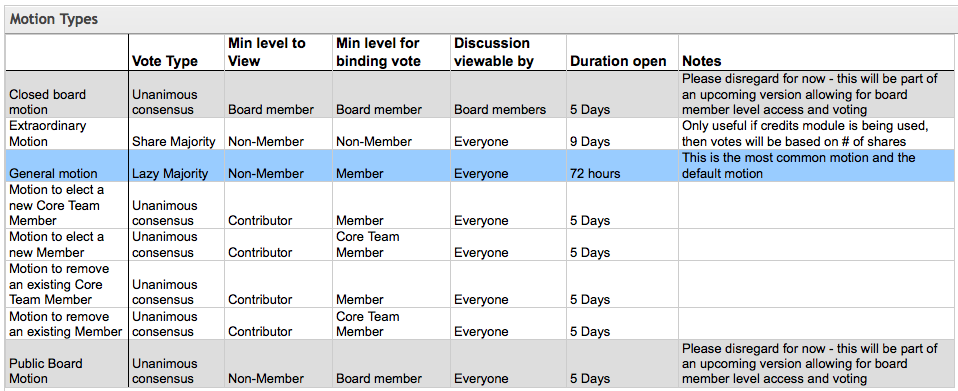 Motion Types
Vote Type	Min level to View	Min level for binding vote	Discussion viewable by	Duration open	Notes
Closed board motion	Unanimous consensus	Board member	Board member	Board members	5 Days	Please disregard for now - this will be part of an upcoming version allowing for board member level access and voting
Extraordinary Motion	Share Majority	Non-Member	Non-Member	Everyone	9 Days	Only useful if credits module is being used, then votes will be based on # of shares
General motion	Lazy Majority	Non-Member	Member	Everyone	72 hours	This is the most common motion and the default motion
Motion to elect a new Core Team Member	Unanimous consensus	Contributor	Member	Everyone	5 Days
Motion to elect a new Member	Unanimous consensus	Contributor	Core Team Member	Everyone	5 Days
Motion to remove an existing Core Team Member	Unanimous consensus	Contributor	Member	Everyone	5 Days
Motion to remove an existing Member	Unanimous consensus	Contributor	Core Team Member	Everyone	5 Days
Public Board Motion	Unanimous consensus	Non-Member	Board member	Everyone	5 Days	Please disregard for now - this will be part of an upcoming version allowing for board member level access and voting